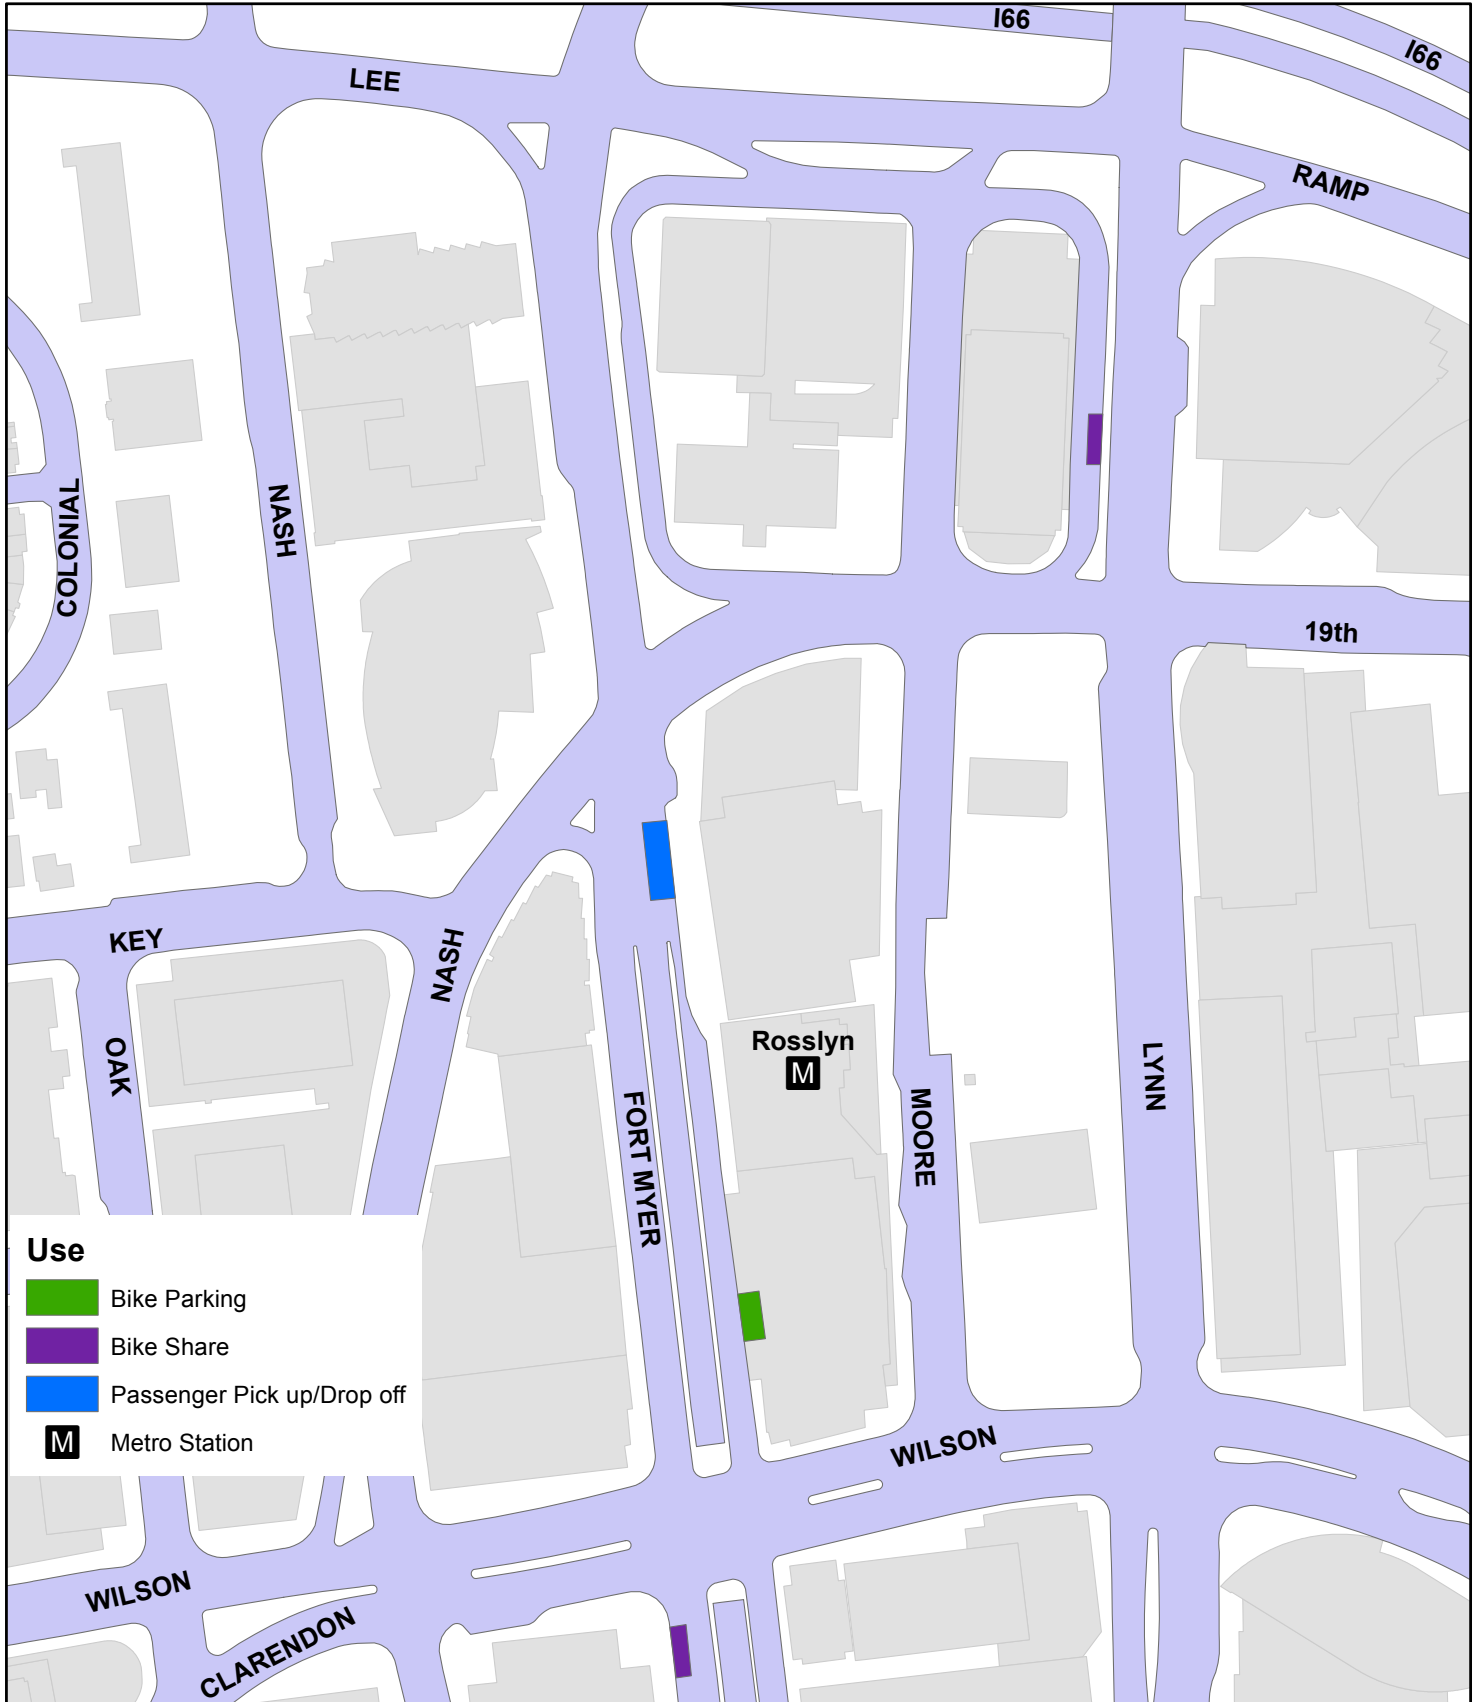 I66
I66
LEE
RAMP
NASH
COLONIAL
19th
KEY
NASH
OAK
Rosslyn
M
LYNN
MOORE
FORT MYER
Use
Bike Parking
Bike Share
Passenger Pick up/Drop off
M Metro Station
WILSON
WILSON
CLARENDON